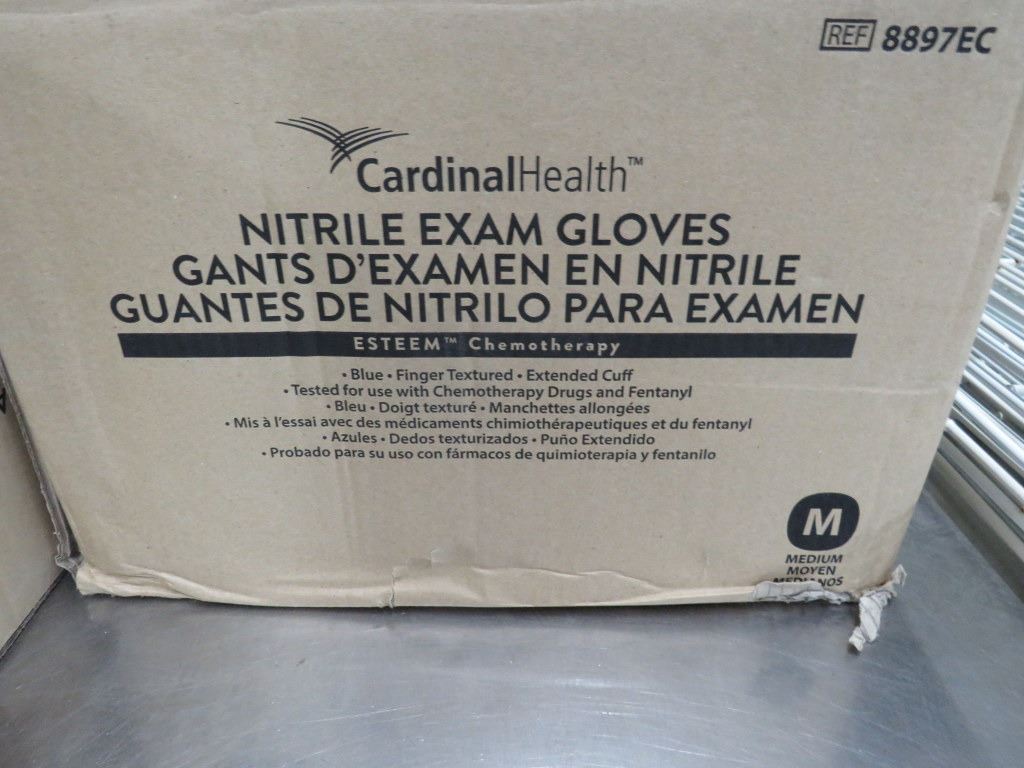 REF 8897EC
CardinalHealth™
NITRILE EXAM GLOVES
GANTS D'EXAMEN EN NITRILE
GUANTES DE NITRILO PARA EXAMEN
ESTEEM™ Chemotherapy
• Blue • Finger Textured • Extended Cuff
• Tested for use with Chemotherapy Drugs and Fentanyl
• Bleu • Doigt texturé • Manchettes allongées
• Mis à l'essai avec des médicaments chimiothérapeutiques et du fentanyl
• Azules • Dedos texturizados • Puño Extendido
• Probado para su uso con fármacos de quimioterapia y fentanilo
M
MEDIUM
MOYEN
MEDIANOS